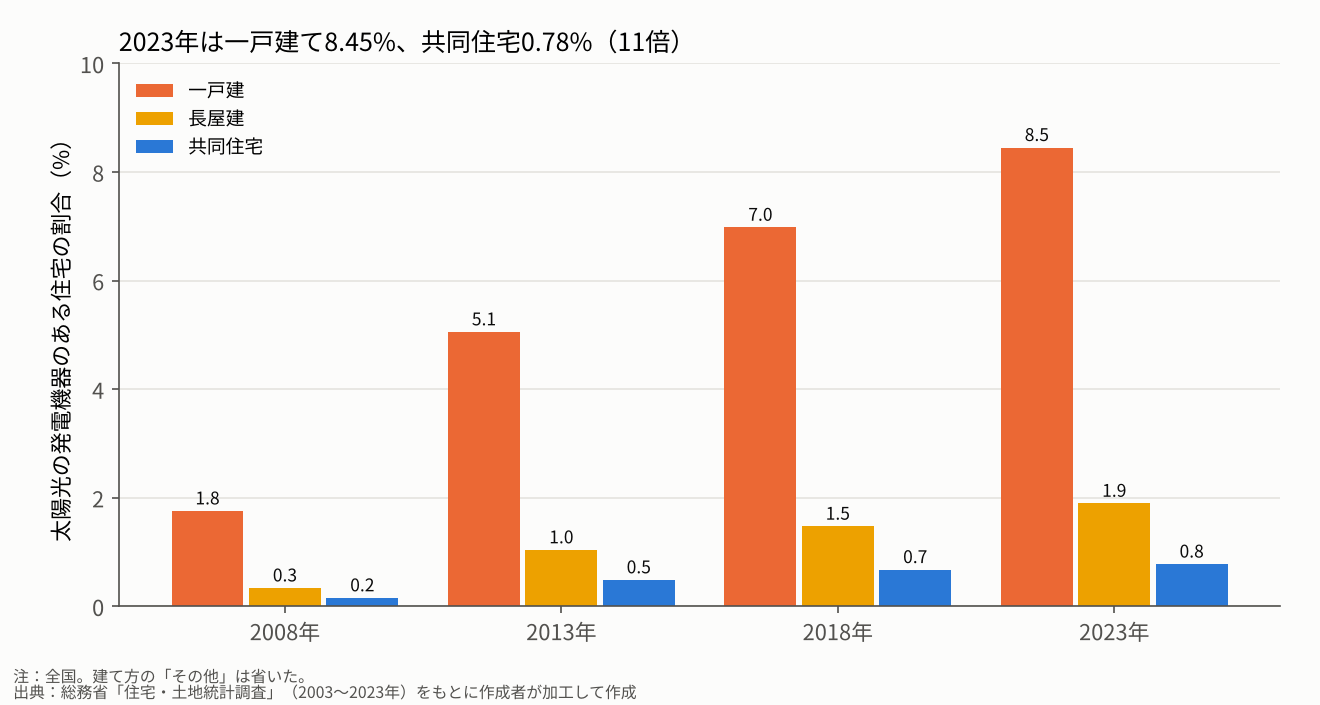 2023年は一戸建て8.45%、共同住宅0.78%（11倍）
太陽光の発電機器のある住宅の割合（%）
10
8
6
4
2
0
一戸建
長屋建
共同住宅
1.8
0.3
0.2
5.1
1.0
0.5
7.0
1.5
0.7
8.5
1.9
0.8
2008年
2013年
2018年
2023年
注：全国。建て方の「その他」は省いた。
出典：総務省「住宅・土地統計調査」（2003～2023年）をもとに作成者が加工して作成